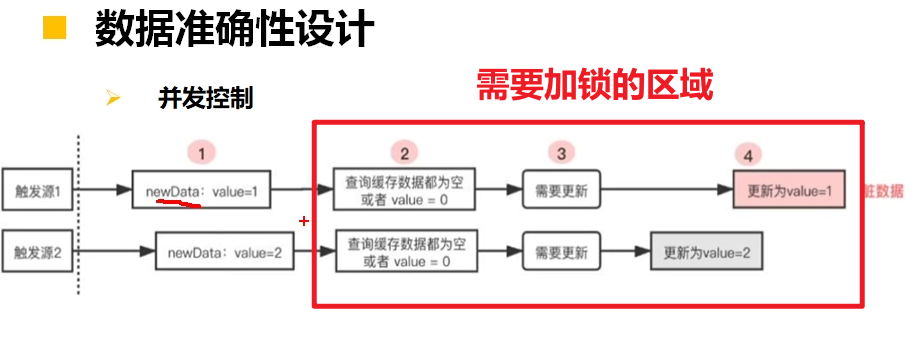 数据准确性设计
并发控制
需要加锁的区域
1
2
3
4
触发源1
newData：value=1
查询缓存数据都为空
或者 value = 0
需要更新
更新为value=1
脏数据
+
触发源2
newData：value=2
查询缓存数据都为空
或者 value = 0
需要更新
更新为value=2